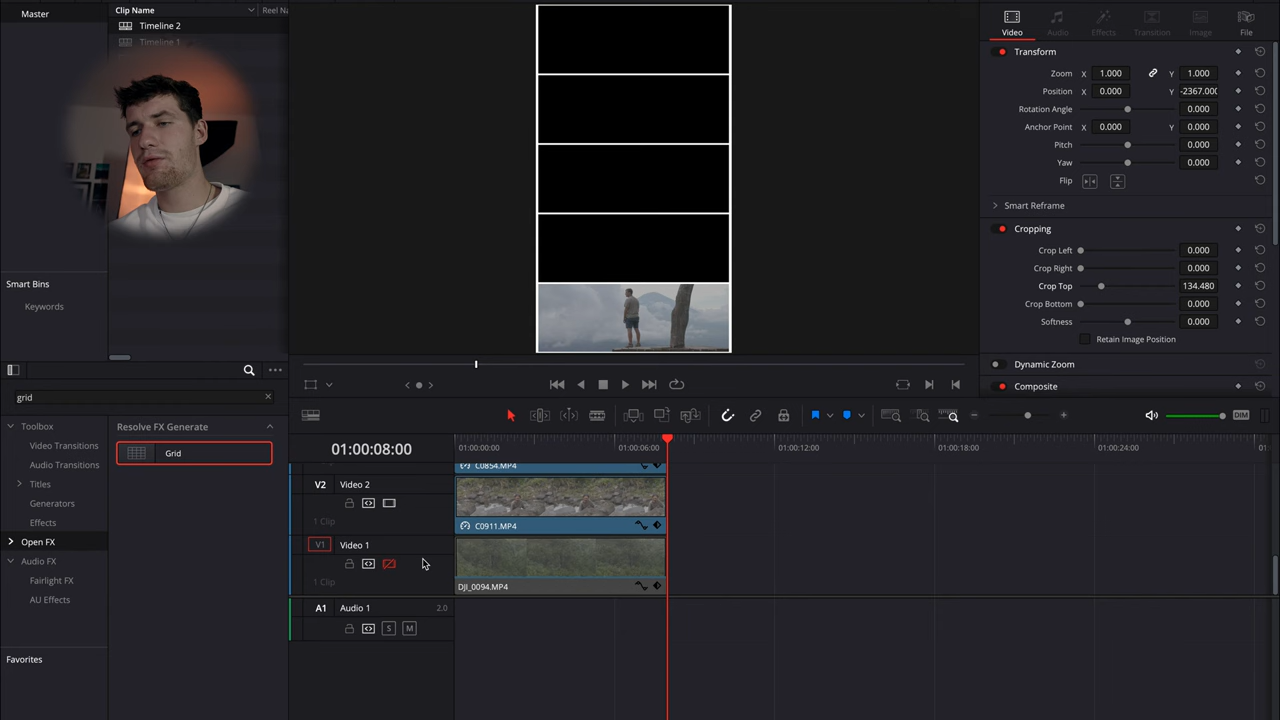 Master
Clip Name
Reel Na
Timeline 2
Timeline 1
Smart Bins
Keywords
grid
Toolbox
Video Transitions
Audio Transitions
Titles
Generators
Effects
Open FX
Audio FX
Fairlight FX
AU Effects
Favorites
Resolve FX Generate
Grid
Video
Audio
Effects
Transition
Image
File
Transform
Zoom X 1.000 Y 1.000
Position X 0.000 Y -2367.000
Rotation Angle 0.000
Anchor Point X 0.000 Y 0.000
Pitch 0.000
Yaw 0.000
Flip
Smart Reframe
Cropping
Crop Left 0.000
Crop Right 0.000
Crop Top 134.480
Crop Bottom 0.000
Softness 0.000
Retain Image Position
Dynamic Zoom
Composite
DIM
01:00:08:00
01:00:00:00
01:00:06:00
01:00:12:00
01:00:18:00
01:00:24:00
C0854.MP4
V2 Video 2
1 Clip
C0911.MP4
V1 Video 1
1 Clip
DJI_0094.MP4
A1 Audio 1 2.0
S M